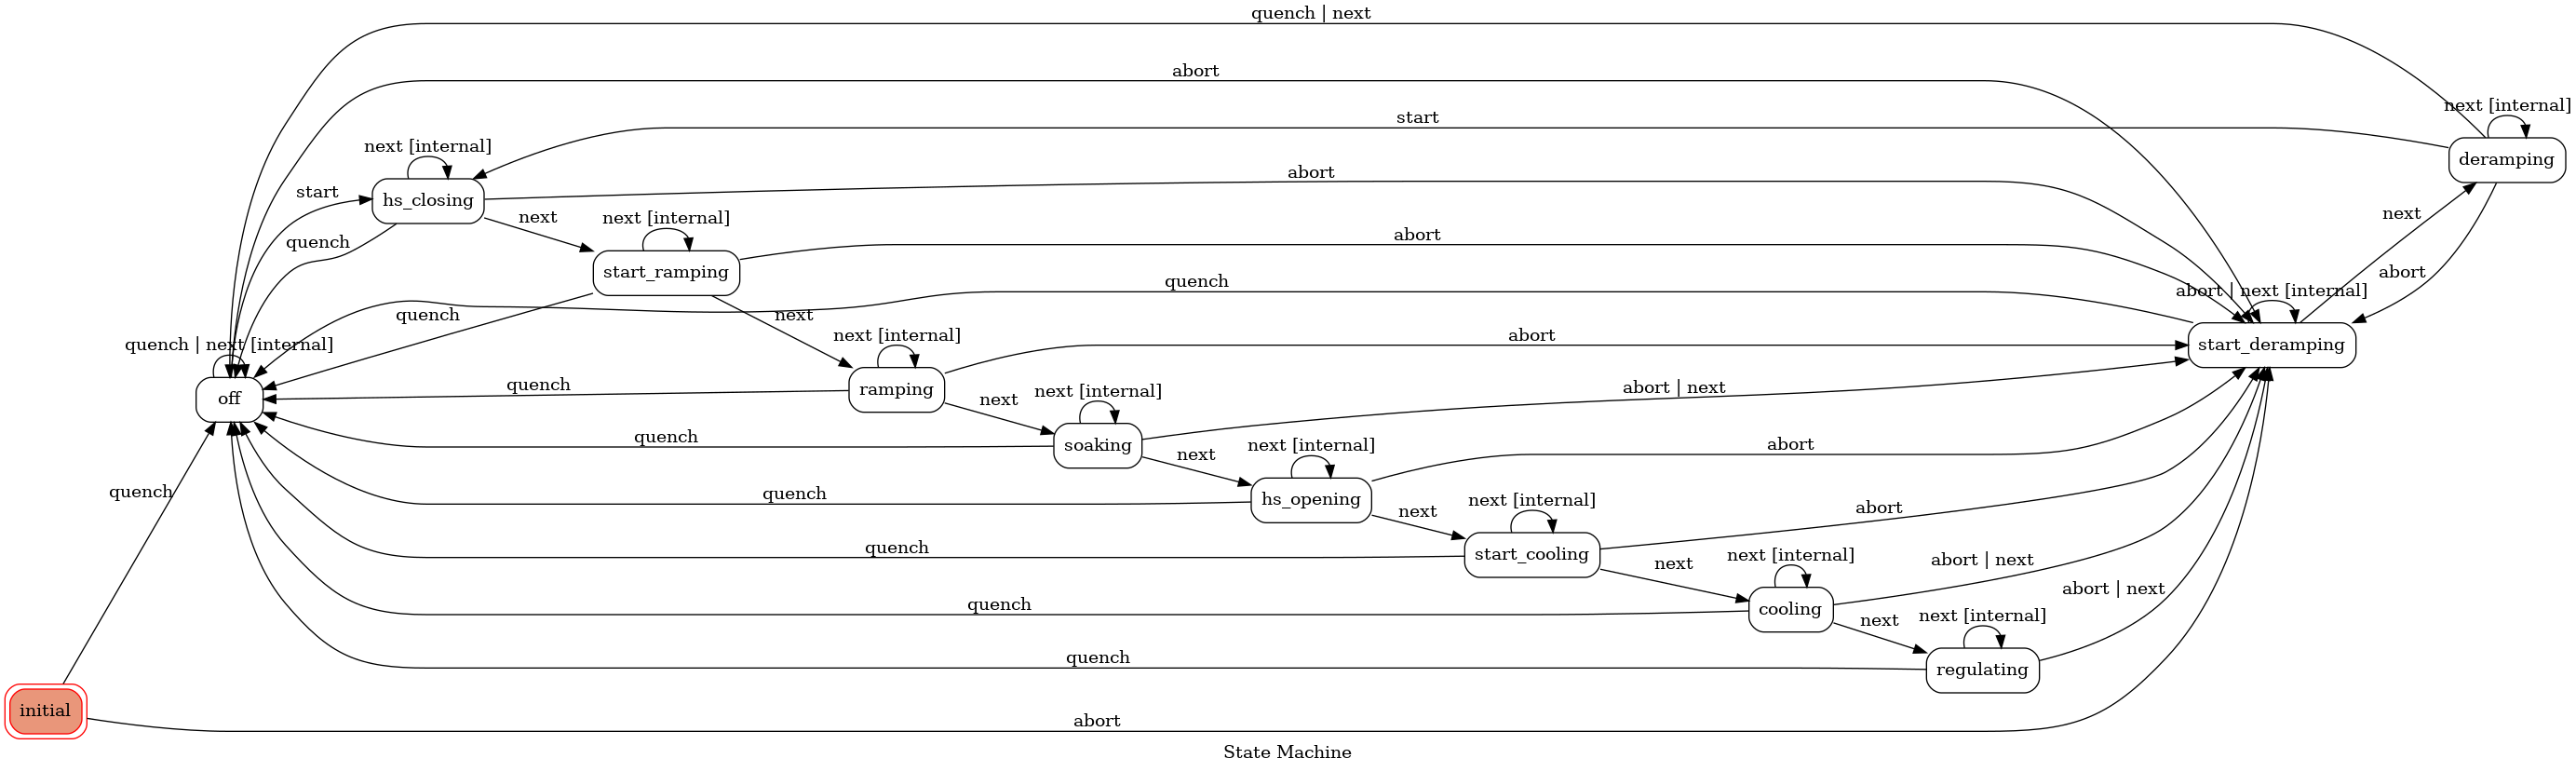 quench | next
abort
next [internal]
start
next [internal]
deramping
next [internal]
abort
hs_closing
start
next
next [internal]
next
quench
abort
start_ramping
abort
quench
abort | next [internal]
quench
next
next [internal]
abort
start_deramping
quench | next [internal]
ramping
quench
abort | next
off
next
next [internal]
quench
soaking
next [internal]
abort
next
quench
quench
hs_opening
next [internal]
next
abort
quench
start_cooling
next [internal]
abort | next
next
abort | next
quench
cooling
next [internal]
next
quench
regulating
initial
abort
State Machine